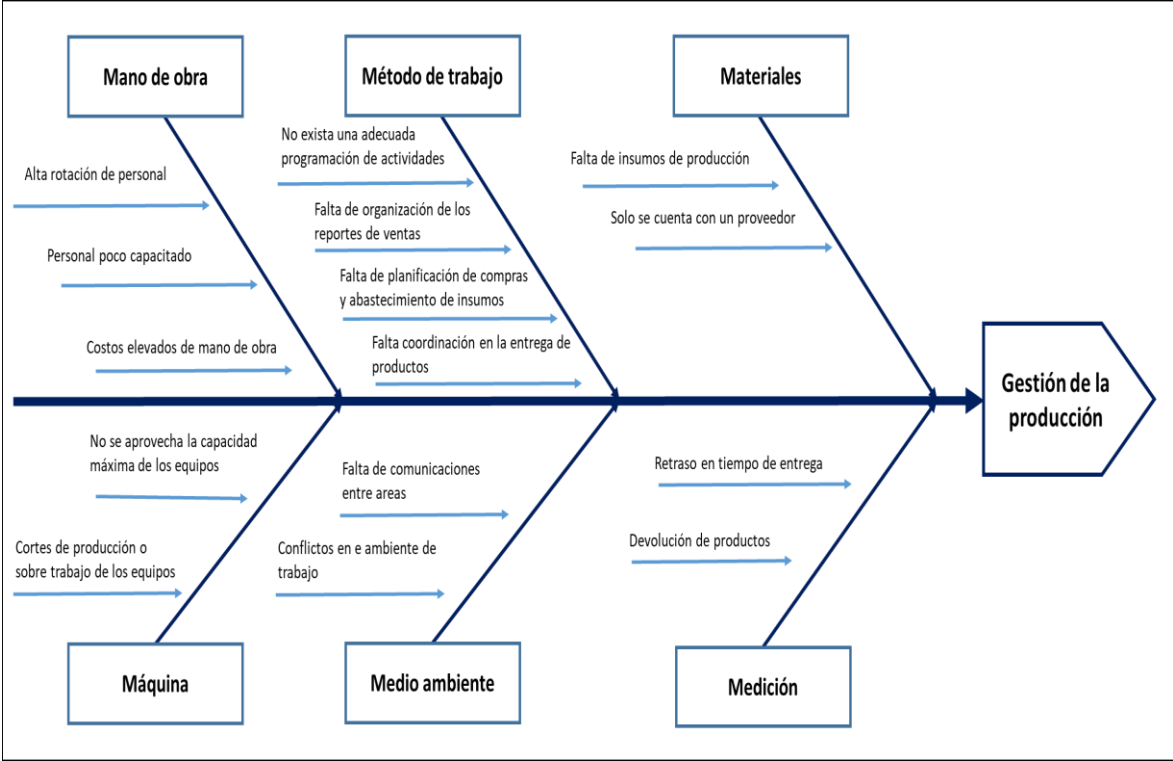 Mano de obra
Método de trabajo
Materiales
Alta rotación de personal
Personal poco capacitado
Costos elevados de mano de obra
No exista una adecuada
programación de actividades
Falta de organización de los
reportes de ventas
Falta de planificación de compras
y abastecimiento de insumos
Falta coordinación en la entrega de
productos
Falta de insumos de producción
Solo se cuenta con un proveedor
Gestión de la
producción
No se aprovecha la capacidad
máxima de los equipos
Cortes de producción o
sobre trabajo de los equipos
Falta de comunicaciones
entre areas
Conflictos en e ambiente de
trabajo
Retraso en tiempo de entrega
Devolución de productos
Máquina
Medio ambiente
Medición